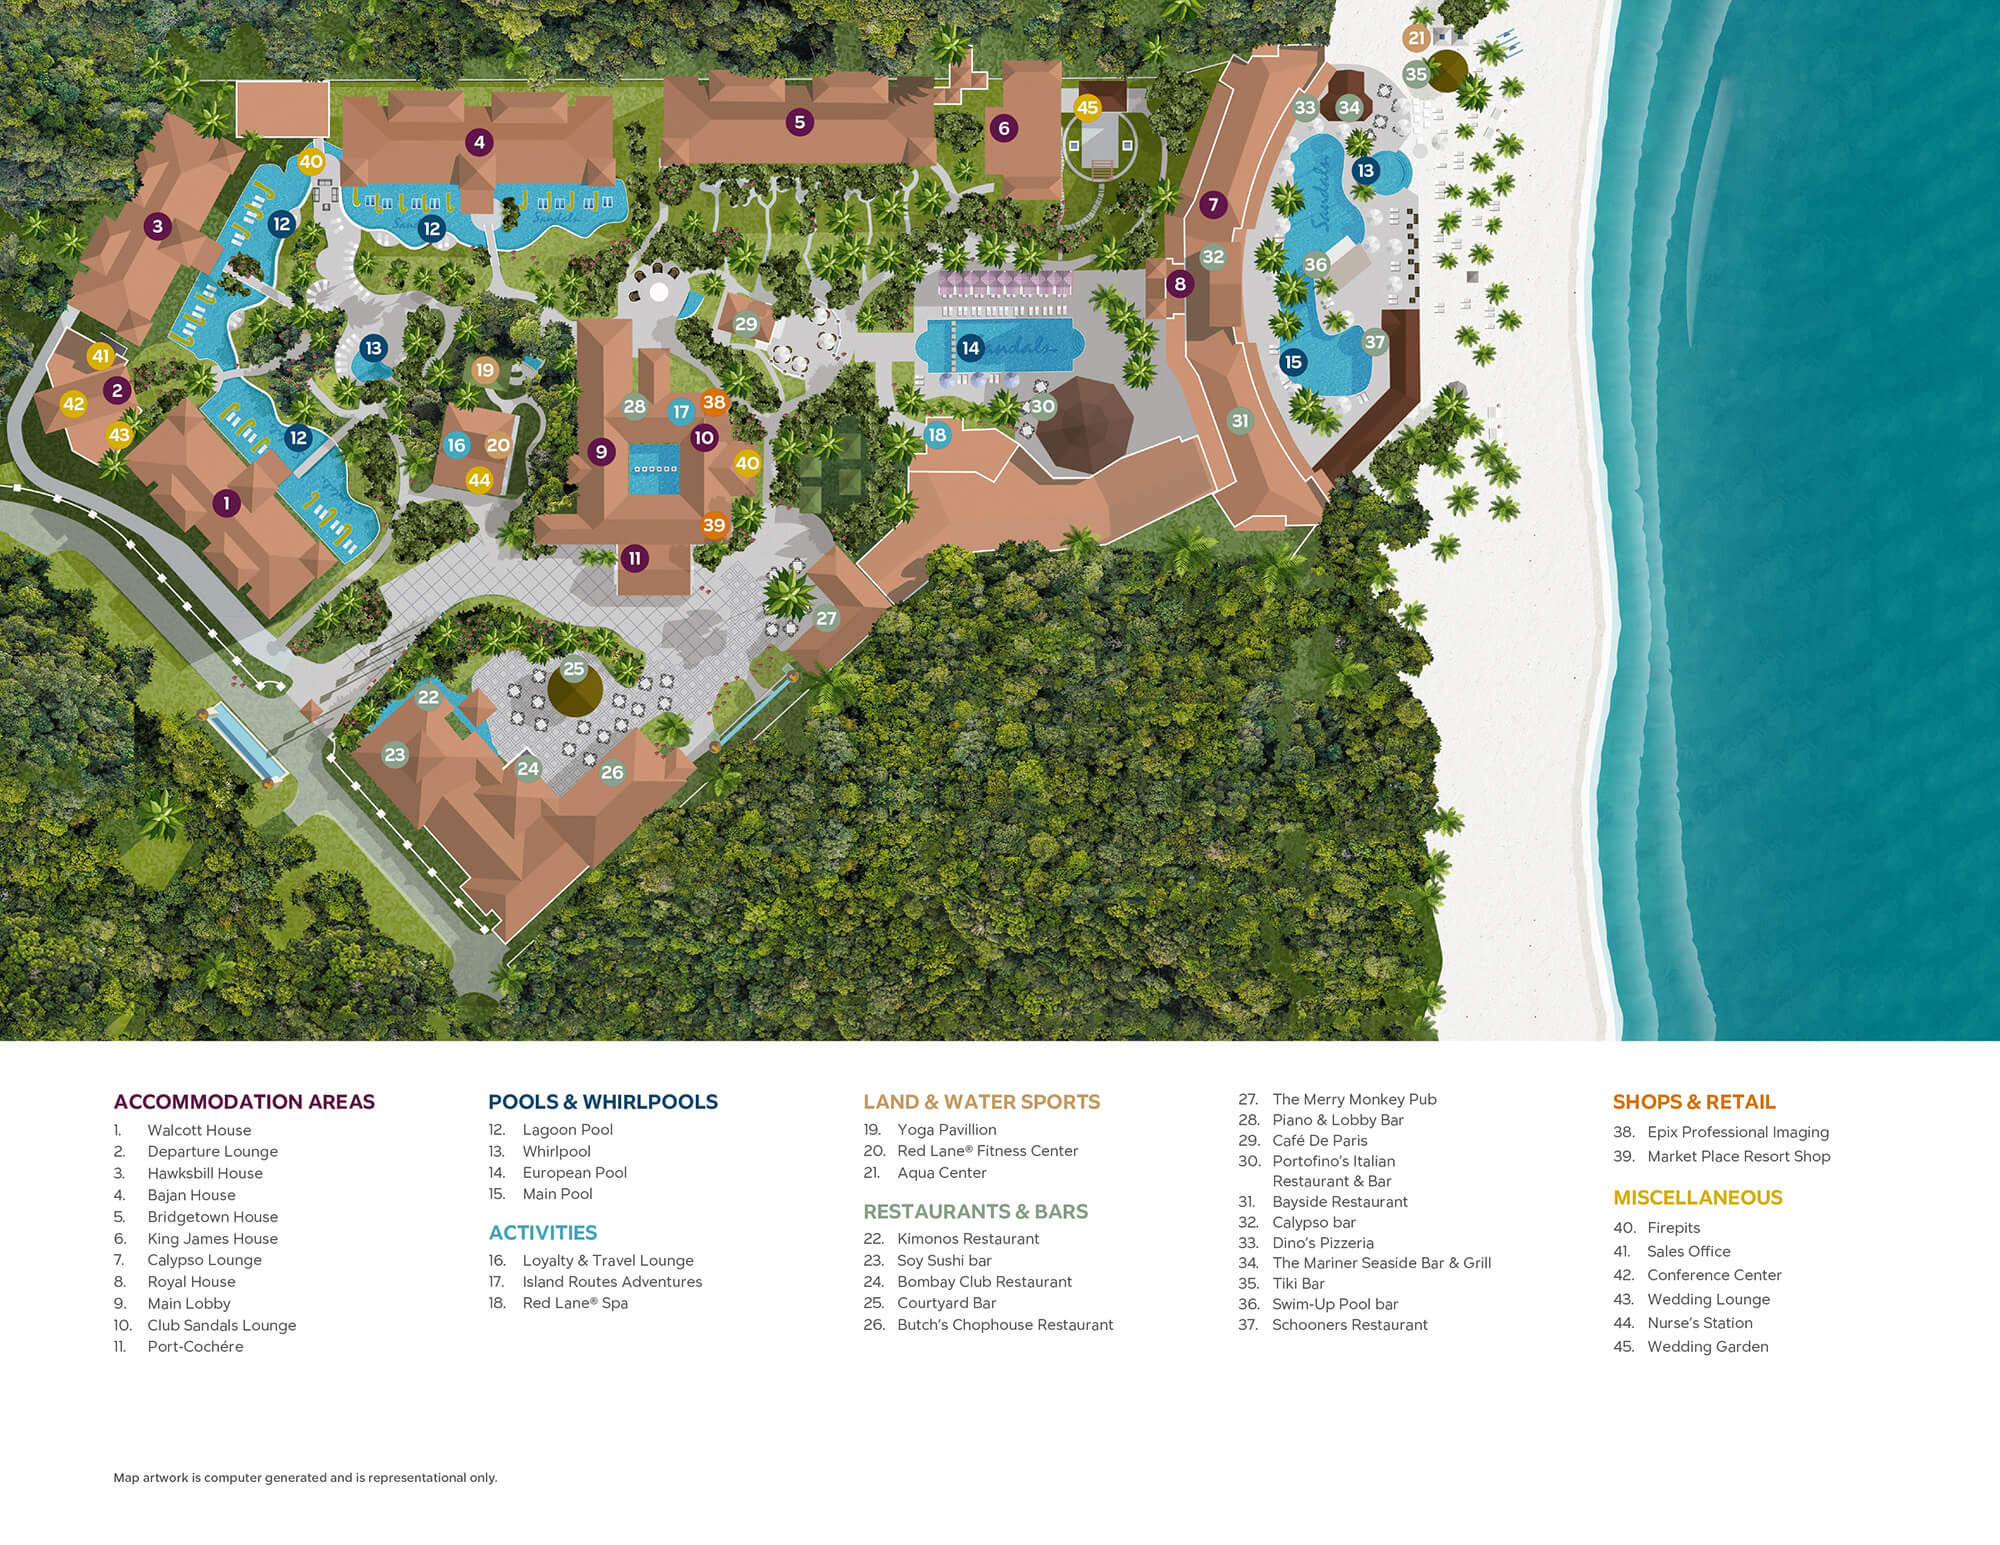 21
35
33
34
45
5
6
4
40
13
7
3
12
12
32
36
8
29
37
14
15
13
41
19
2
38
42
28
17
30
31
43
12
10
18
16
20
9
40
44
1
39
11
27
25
22
23
24
26
Sandals
Sandals
Sandals
ACCOMMODATION AREAS
1. Walcott House
2. Departure Lounge
3. Hawksbill House
4. Bajan House
5. Bridgetown House
6. King James House
7. Calypso Lounge
8. Royal House
9. Main Lobby
10. Club Sandals Lounge
11. Port-Cochére
POOLS & WHIRLPOOLS
12. Lagoon Pool
13. Whirlpool
14. European Pool
15. Main Pool
ACTIVITIES
16. Loyalty & Travel Lounge
17. Island Routes Adventures
18. Red Lane® Spa
LAND & WATER SPORTS
19. Yoga Pavillion
20. Red Lane® Fitness Center
21. Aqua Center
RESTAURANTS & BARS
22. Kimonos Restaurant
23. Soy Sushi bar
24. Bombay Club Restaurant
25. Courtyard Bar
26. Butch's Chophouse Restaurant
27. The Merry Monkey Pub
28. Piano & Lobby Bar
29. Café De Paris
30. Portofino's Italian
Restaurant & Bar
31. Bayside Restaurant
32. Calypso bar
33. Dino's Pizzeria
34. The Mariner Seaside Bar & Grill
35. Tiki Bar
36. Swim-Up Pool bar
37. Schooners Restaurant
SHOPS & RETAIL
38. Epix Professional Imaging
39. Market Place Resort Shop
MISCELLANEOUS
40. Firepits
41. Sales Office
42. Conference Center
43. Wedding Lounge
44. Nurse's Station
45. Wedding Garden
Map artwork is computer generated and is representational only.